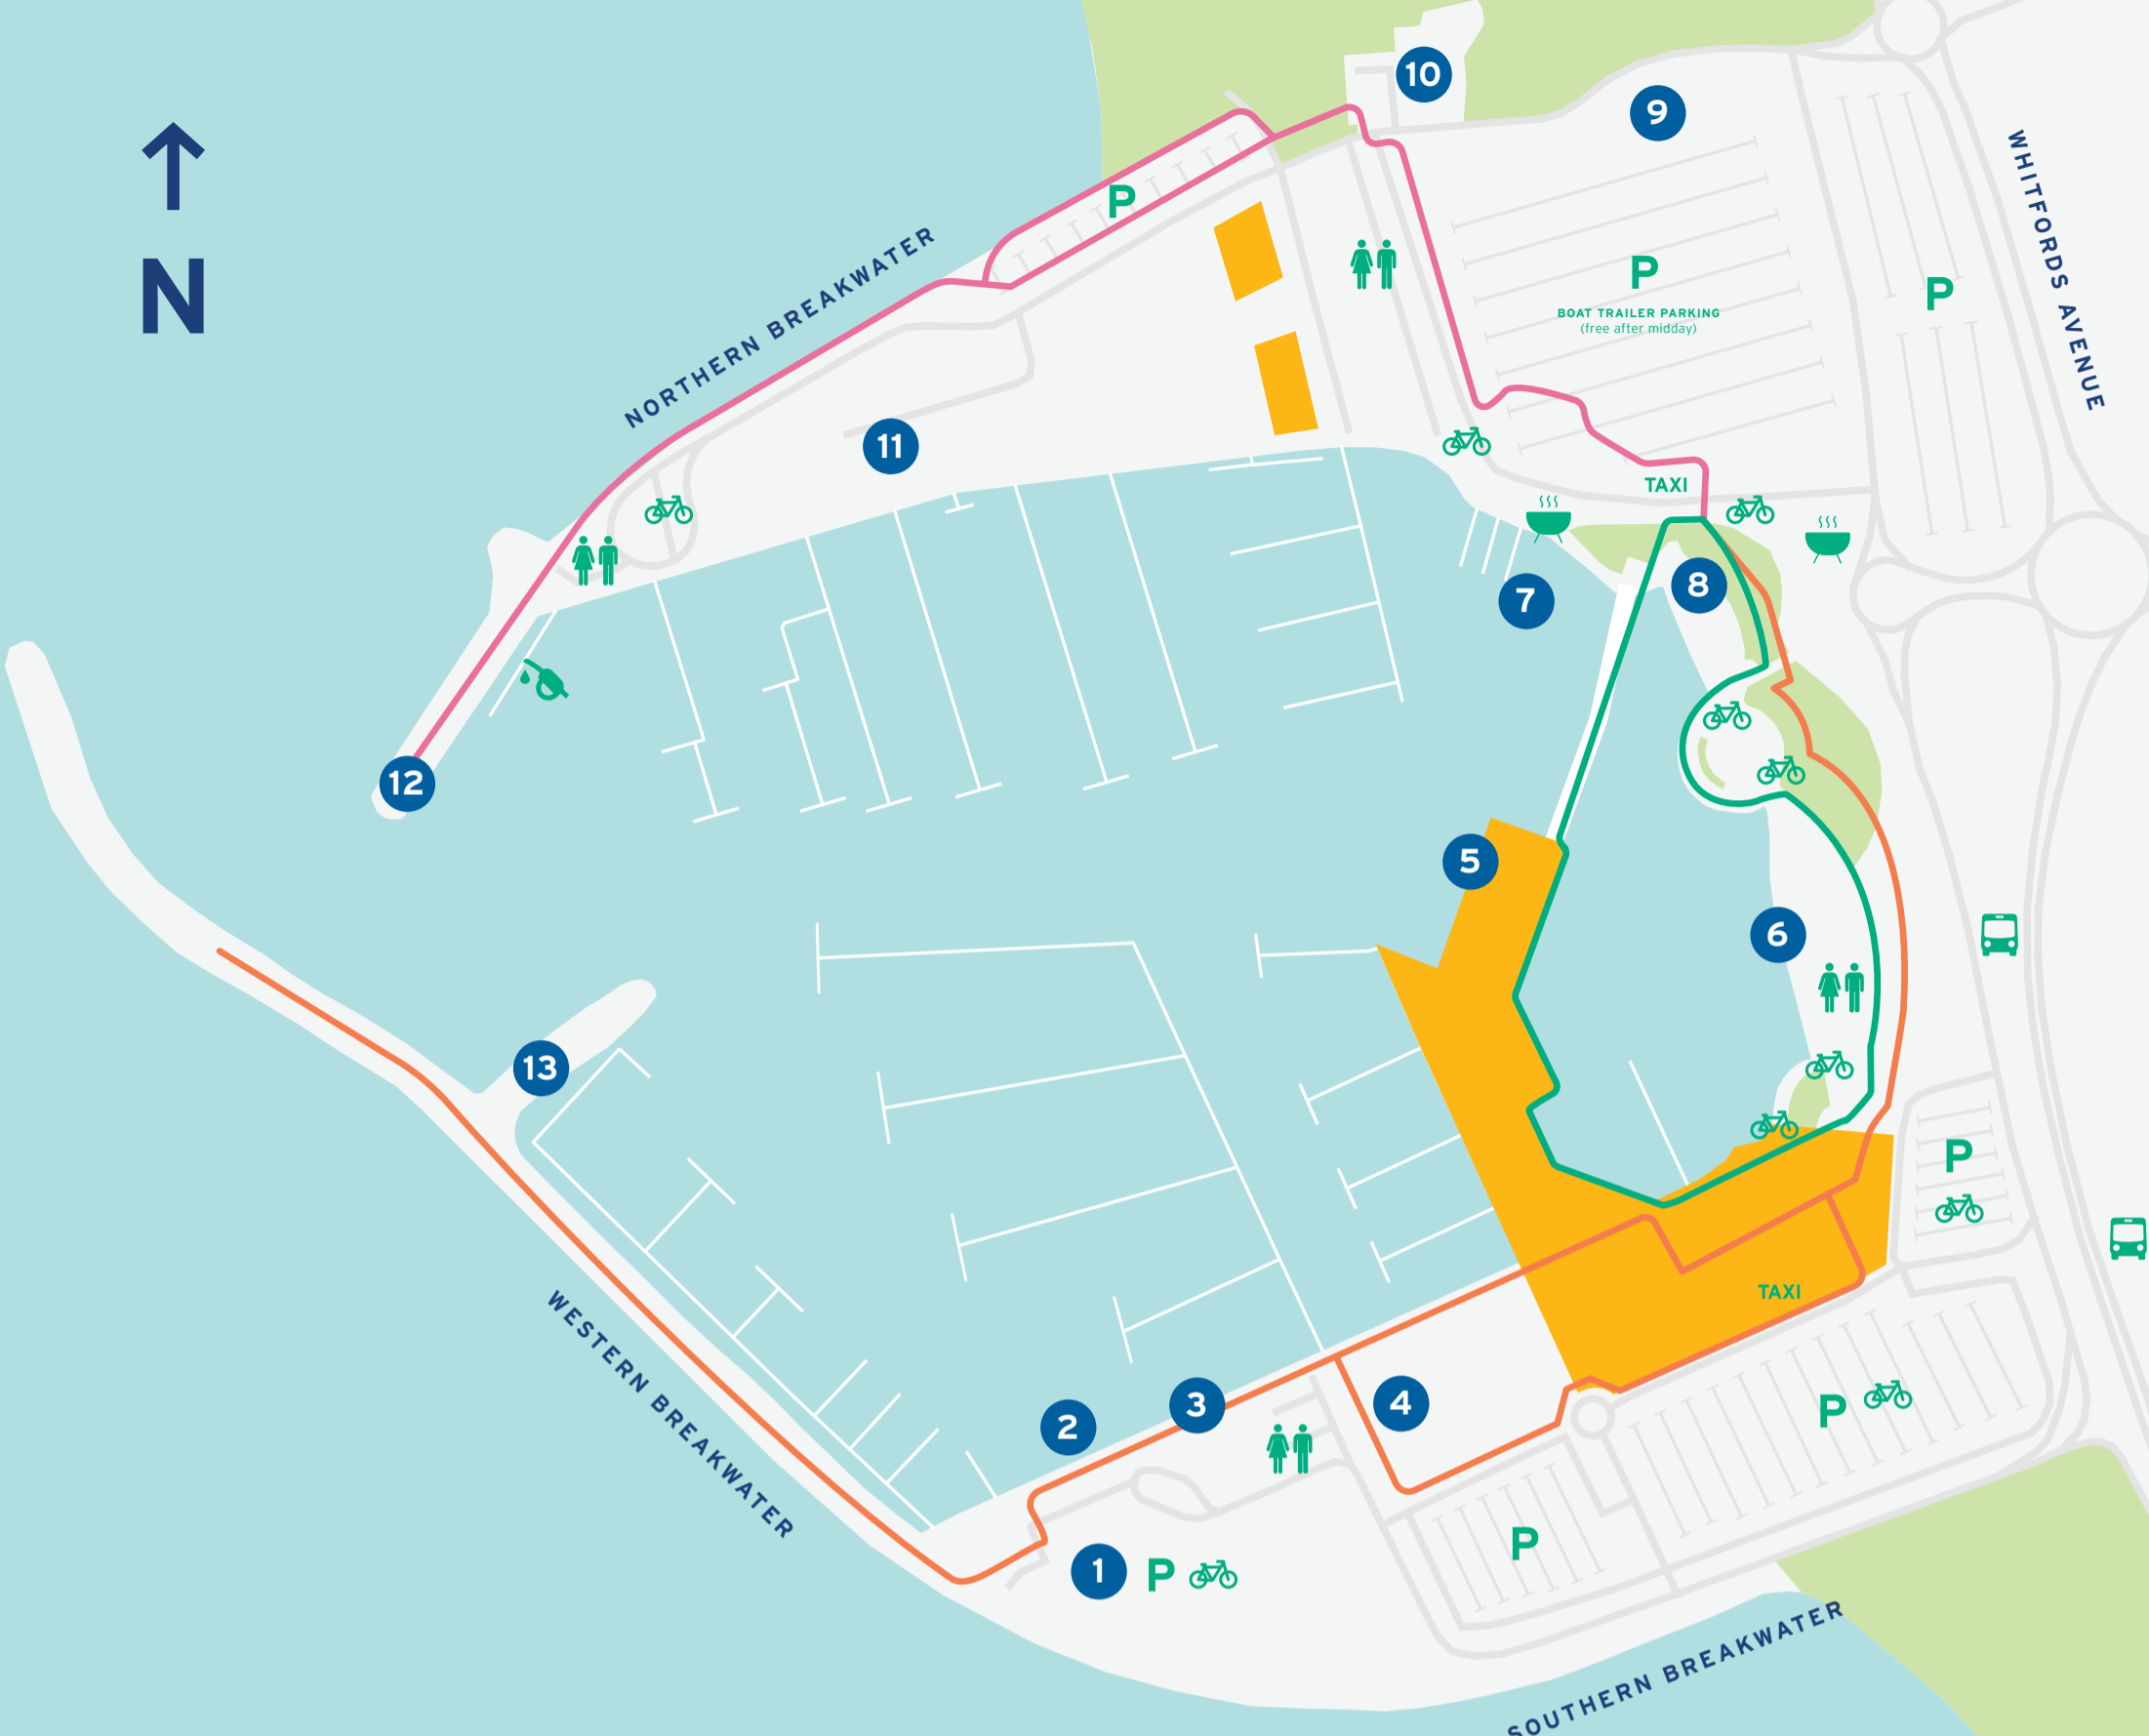 10
9
WHITFORDS AVENUE
P
N
NORTHERN BREAKWATER
P
BOAT TRAILER PARKING
(free after midday)
P
11
TAXI
8
7
12
5
6
13
P
TAXI
WESTERN BREAKWATER
4
3
2
P
P
1
P
SOUTHERN BREAKWATER